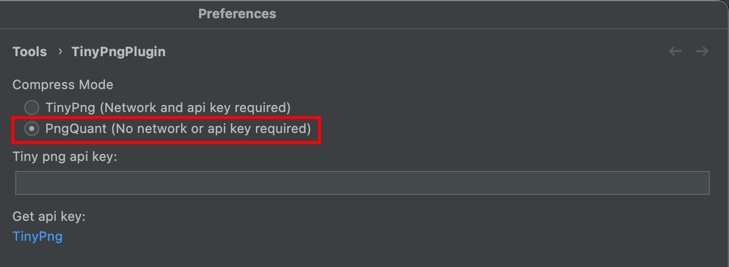 Preferences
Tools › TinyPngPlugin
Compress Mode
TinyPng (Network and api key required)
PngQuant (No network or api key required)
Tiny png api key:
Get api key:
TinyPng